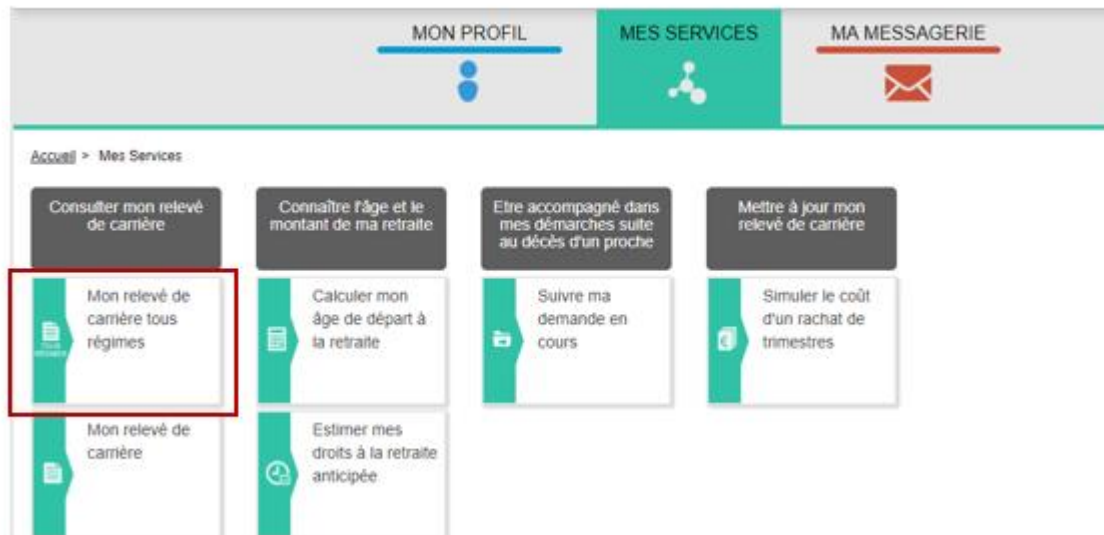 MON PROFIL
MES SERVICES
MA MESSAGERIE
Accueil > Mes Services
Consulter mon relevé
de carrière
Connaître l'âge et le
montant de ma retraite
Etre accompagné dans
mes démarches suite
au décès d'un proche
Mettre à jour mon
relevé de carrière
Mon relevé de
carrière tous
régimes
Calculer mon
âge de départ à
la retraite
Suivre ma
demande en
cours
Simuler le coût
d'un rachat de
trimestres
Mon relevé de
carrière
Estimer mes
droits à la retraite
anticipée